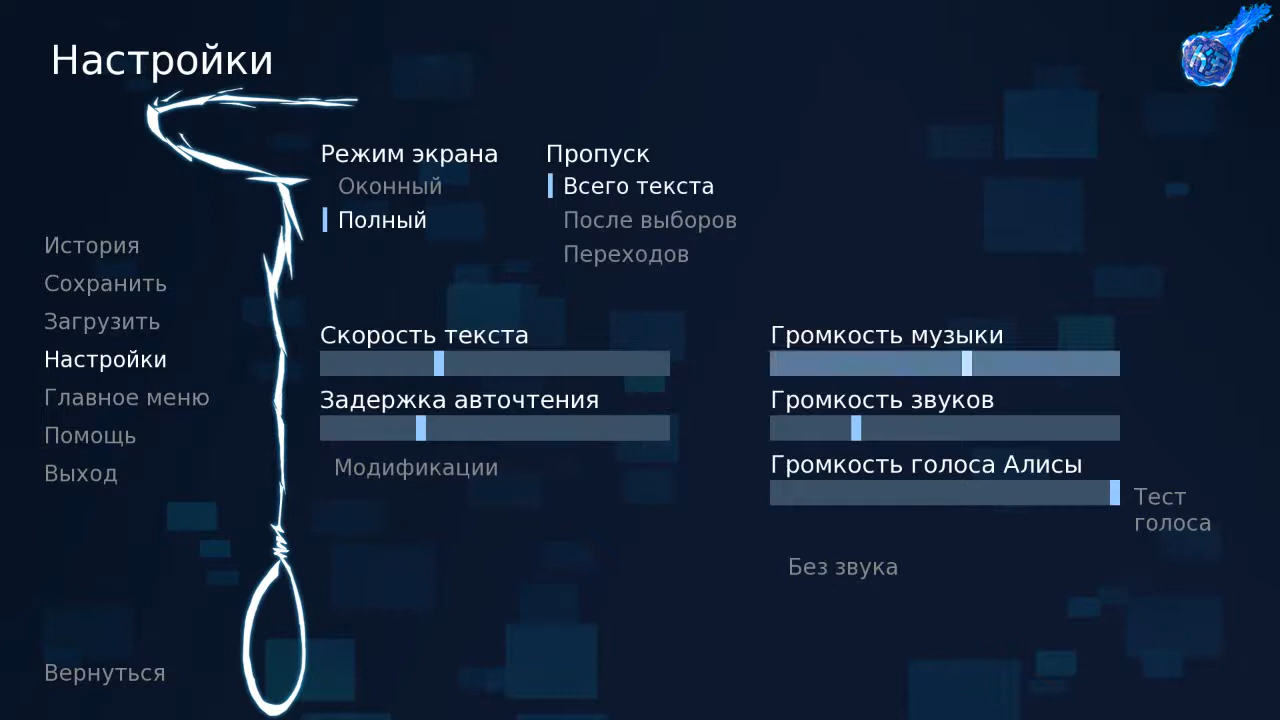 Настройки
Режим экрана
Оконный
Полный
Пропуск
Всего текста
После выборов
Переходов
История
Сохранить
Загрузить
Настройки
Главное меню
Помощь
Выход
Вернуться
Скорость текста
Задержка авточтения
Модификации
Громкость музыки
Громкость звуков
Громкость голоса Алисы
Тест
голоса
Без звука